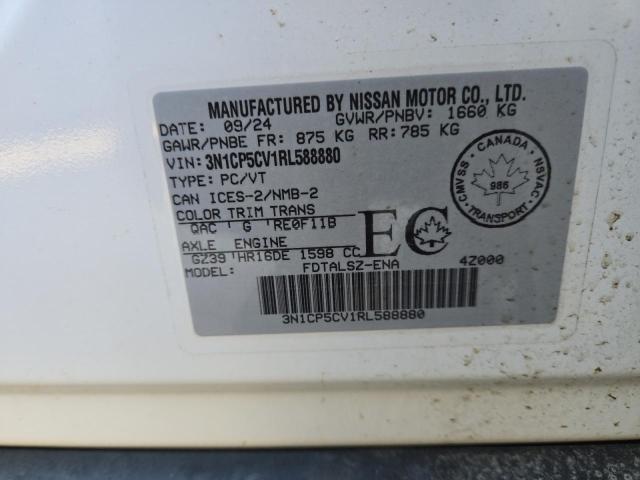 MANUFACTURED BY NISSAN MOTOR CO., LTD.
DATE: 09/24 GVWR/PNBV: 1660 KG
GAWR/PNBE FR: 875 KG RR: 785 KG
VIN: 3N1CP5CV1RL588880
TYPE: PC/VT
CAN ICES-2/NMB-2
COLOR TRIM TRANS
QAC G RE0F11B
AXLE ENGINE
GZ39 HR16DE 1598 CC
MODEL: FDTALSZ-ENA 4Z000
EC
CMVSS - CANADA - NSVAC
986
TRANSPORT
3N1CP5CV1RL588880